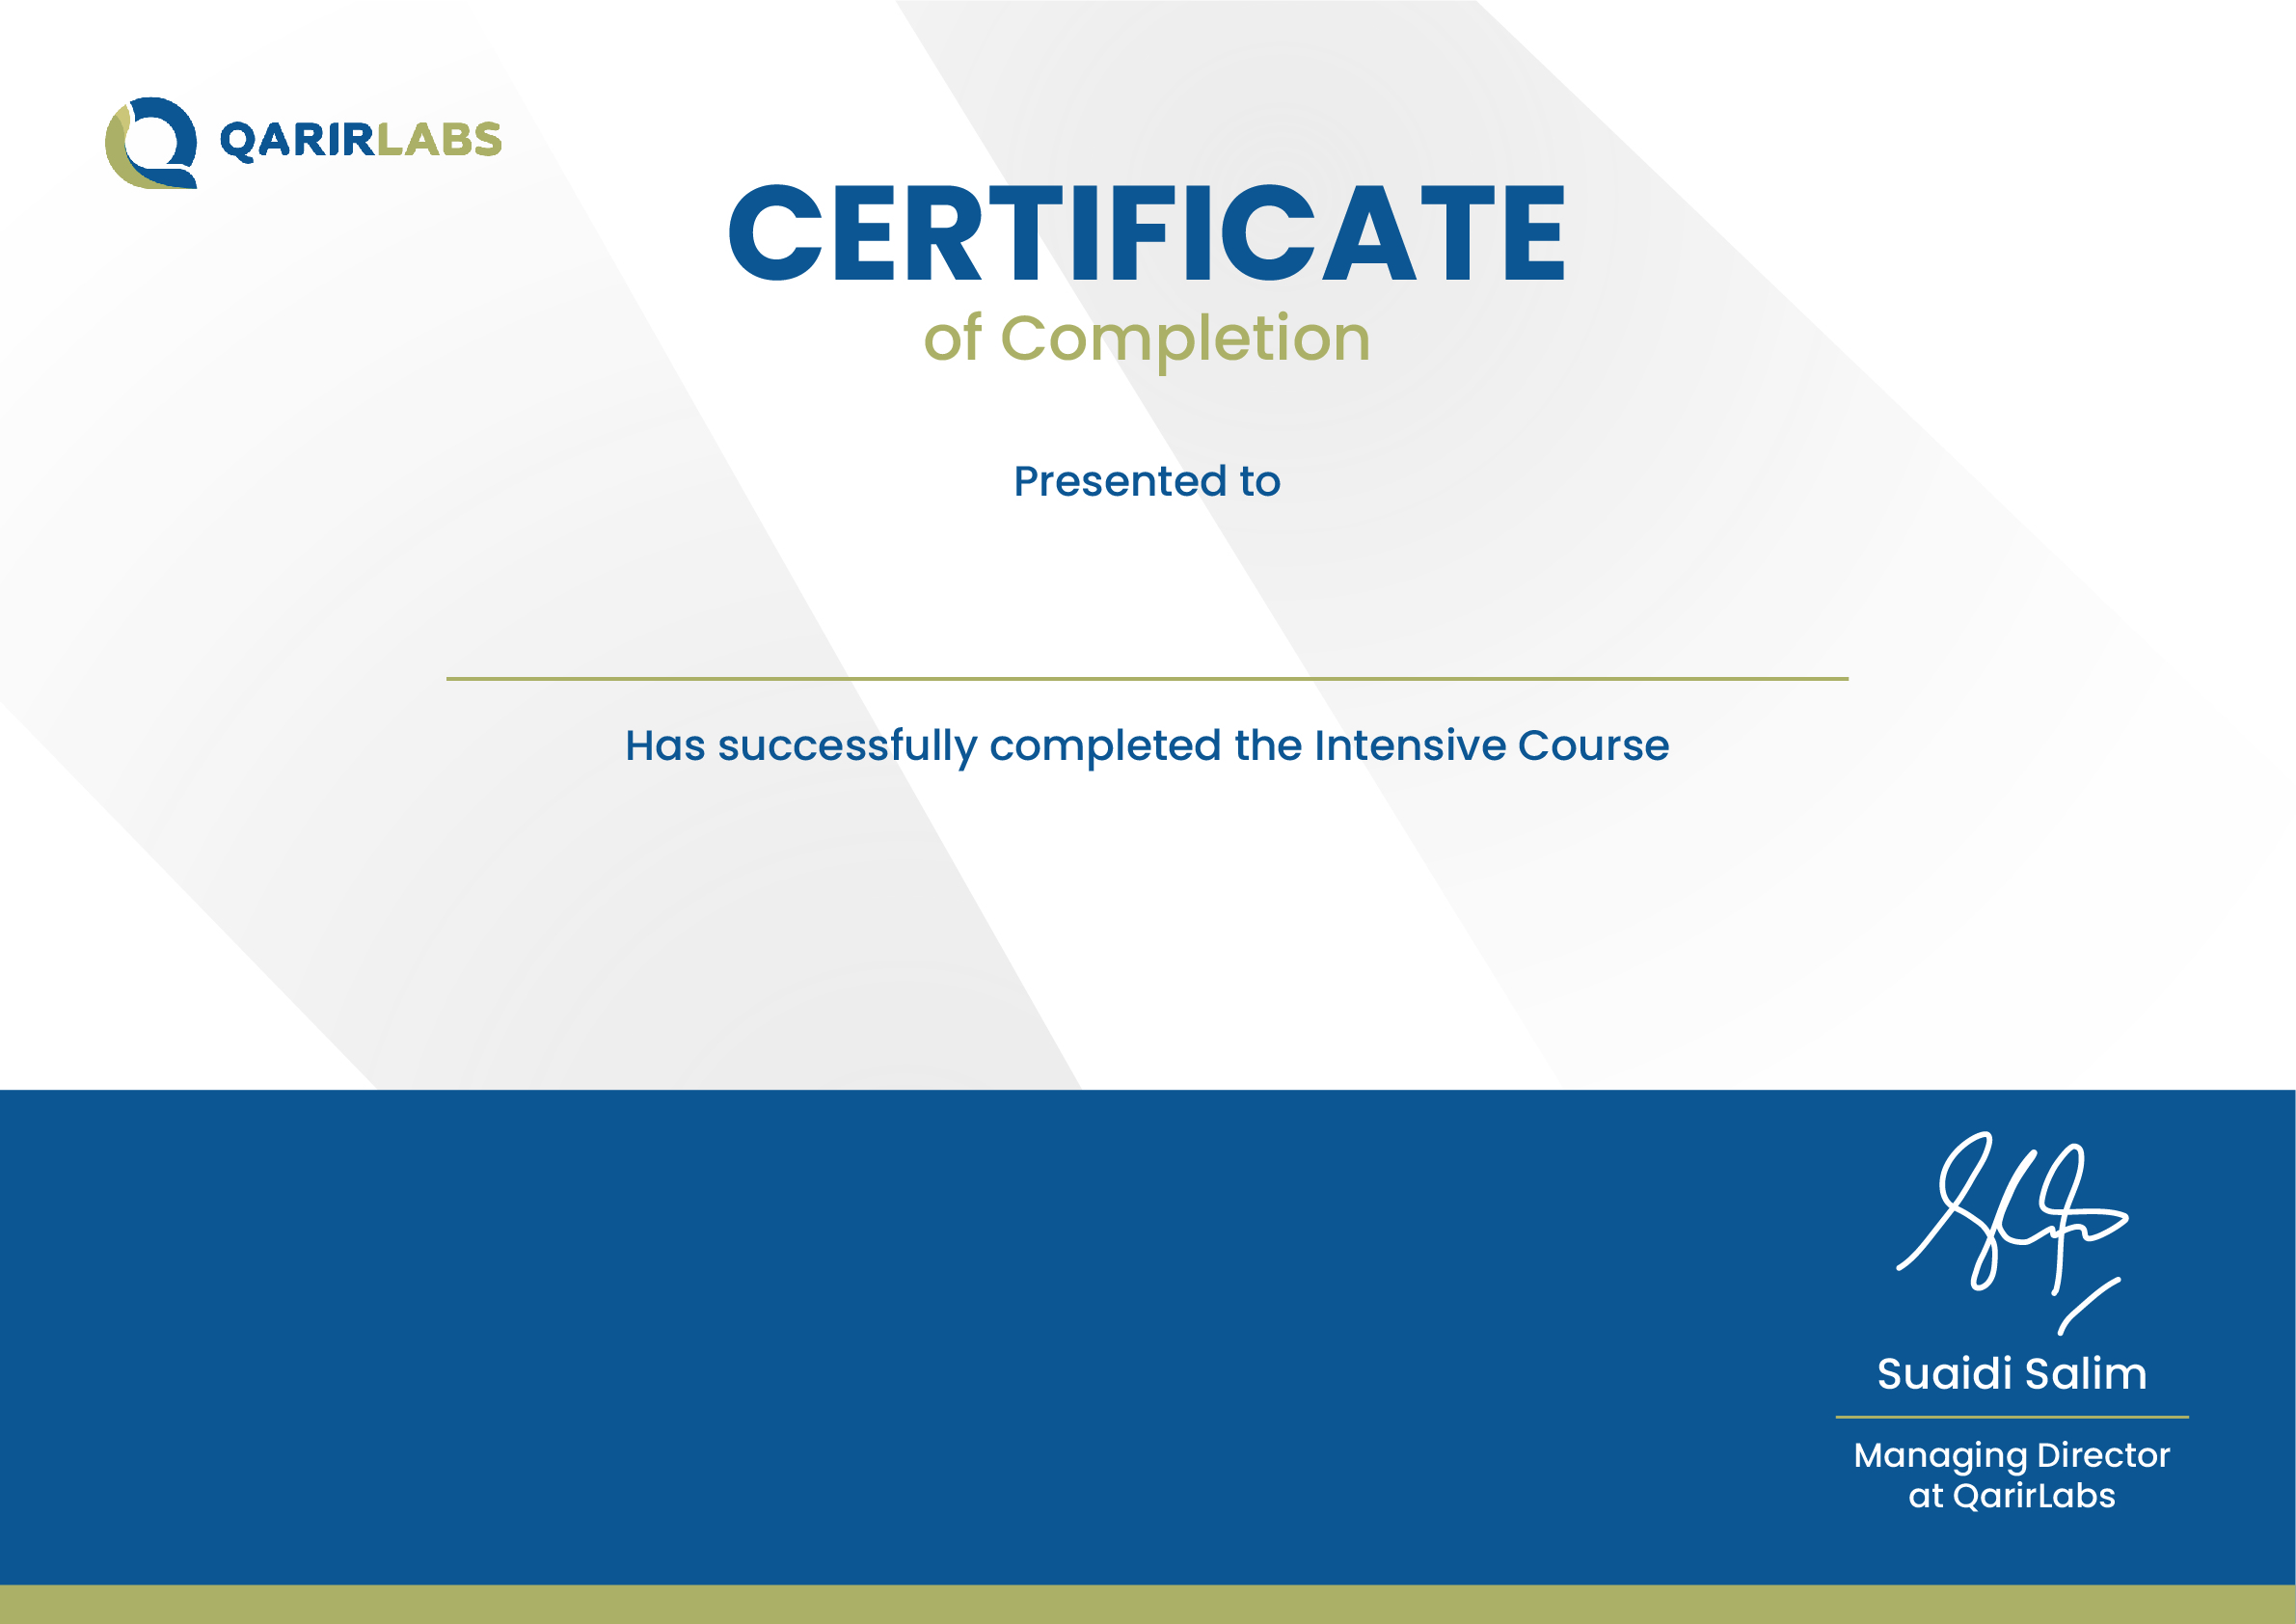 QARIRLABS
CERTIFICATE
of Completion
Presented to
Has successfully completed the Intensive Course
Suaidi Salim
Managing Director
at QarirLabs